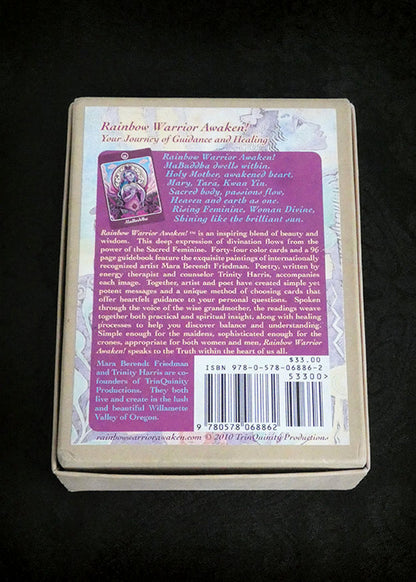 Rainbow Warrior Awaken!
Your Journey of Guidance and Healing
Rainbow Warrior Awaken!
MaBaddha dwells within.
Holy Mother, awakened heart,
Mary, Tara, Kwan Yin.
Sacred body, passions flow,
Heaven and earth as one.
Rising Feminine, Woman Divine,
Shining like the brilliant sun.
MaBaddha
Rainbow Warrior Awaken! ™ is an inspiring blend of beauty and
wisdom. This deep expression of divination flows from the
power of the Sacred Feminine. Forty-four color cards and a 96
page guidebook feature the exquisite paintings of internationally
recognized artist Mara Berendt Friedman. Poetry, written by
energy therapist and counselor Trinity Harris, accompanies
each image. Together, artist and poet have created simple yet
potent messages and a unique method of choosing cards that
offer heartfelt guidance to your personal questions. Spoken
through the voice of the wise grandmother, the readings weave
together both practical and spiritual insight, along with healing
processes to help you discover balance and understanding.
Simple enough for the maidens, sophisticated enough for the
crones, appropriate for both women and men, Rainbow Warrior
Awaken! speaks to the Truth within the heart of us all.
Mara Berendt Friedman
and Trinity Harris are co-
founders of TrinQuinity
Productions. They both
live and create in the lush
and beautiful Willamette
Valley of Oregon.
$33.00
ISBN 978-0-578-06886-2
53300>
9 780578 068862
rainbowwarriorawaken.com © 2010 TrinQuinity Productions